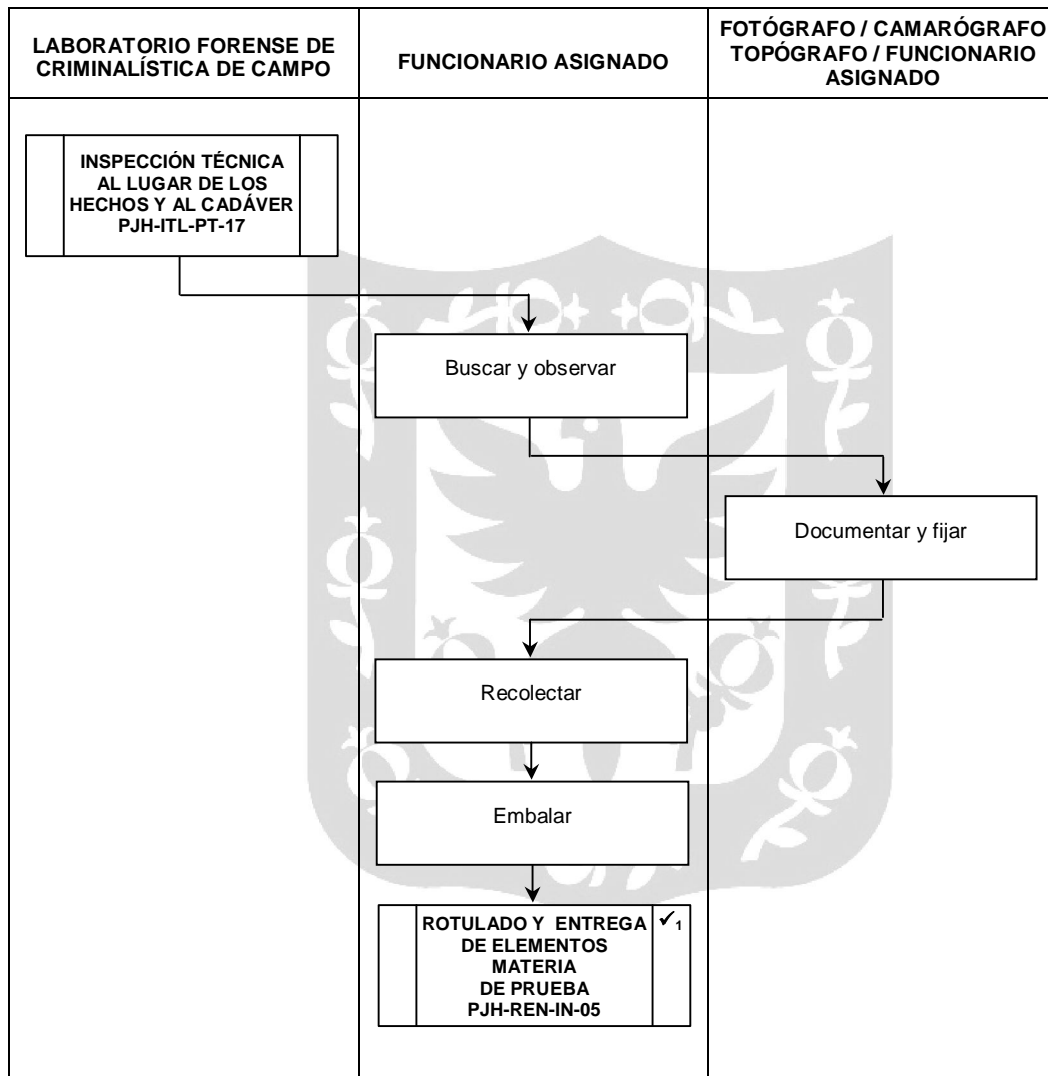 LABORATORIO FORENSE DE
CRIMINALÍSTICA DE CAMPO
FUNCIONARIO ASIGNADO
FOTÓGRAFO / CAMARÓGRAFO
TOPÓGRAFO / FUNCIONARIO
ASIGNADO
INSPECCIÓN TÉCNICA
AL LUGAR DE LOS
HECHOS Y AL CADÁVER
PJH-ITL-PT-17
Buscar y observar
Documentar y fijar
Recolectar
Embalar
ROTULADO Y ENTREGA
DE ELEMENTOS
MATERIA
DE PRUEBA
PJH-REN-IN-05
✓1